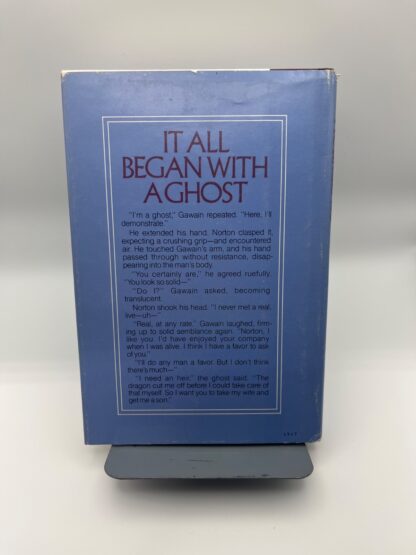 IT ALL
BEGAN WITH
A GHOST
"I'm a ghost," Gawain repeated. "Here, I'll
demonstrate."
He extended his hand. Norton clasped it,
expecting a crushing grip—and encountered
air. He touched Gawain's arm, and his hand
passed through without resistance, disap-
pearing into the man's body.
"You certainly are," he agreed ruefully.
"You look so solid—"
"Do I?" Gawain asked, becoming
translucent.
Norton shook his head. "I never met a real,
live—uh—"
"Real, at any rate." Gawain laughed, firm-
ing up to solid semblance again. "Norton, I
like you. I'd have enjoyed your company
when I was alive. I think I have a favor to ask
of you."
"I'll do any man a favor. But I don't think
there's much—"
"I need an heir," the ghost said. "The
dragon cut me off before I could take care of
that myself. So I want you to take my wife and
get me a son."